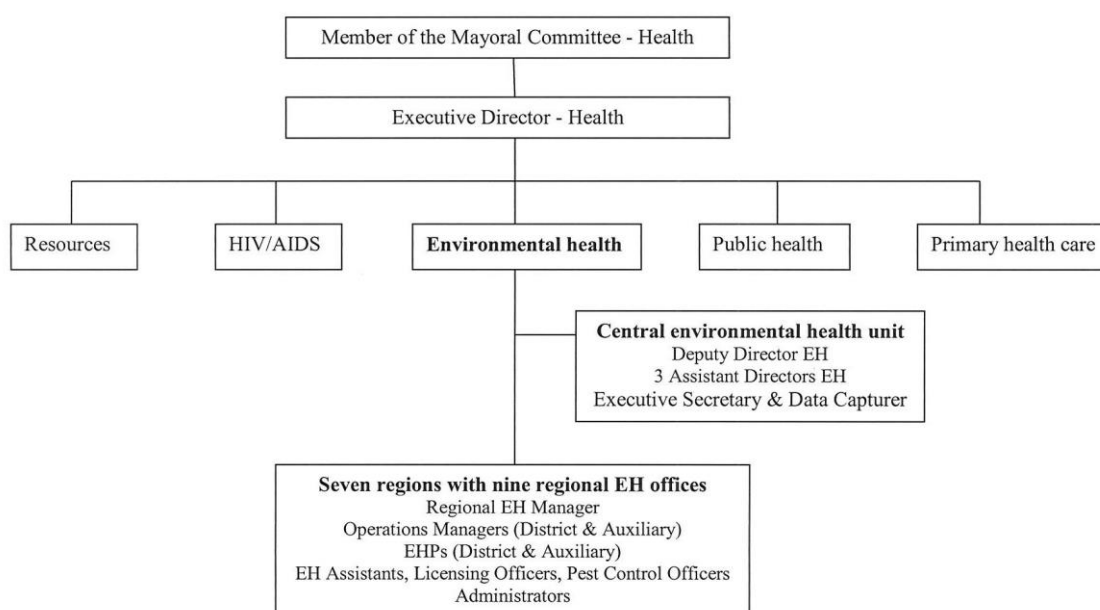 Member of the Mayoral Committee - Health
Executive Director - Health
Resources
HIV/AIDS
Environmental health
Public health
Primary health care
Central environmental health unit
Deputy Director EH
3 Assistant Directors EH
Executive Secretary & Data Capturer
Seven regions with nine regional EH offices
Regional EH Manager
Operations Managers (District & Auxiliary)
EHPs (District & Auxiliary)
EH Assistants, Licensing Officers, Pest Control Officers
Administrators